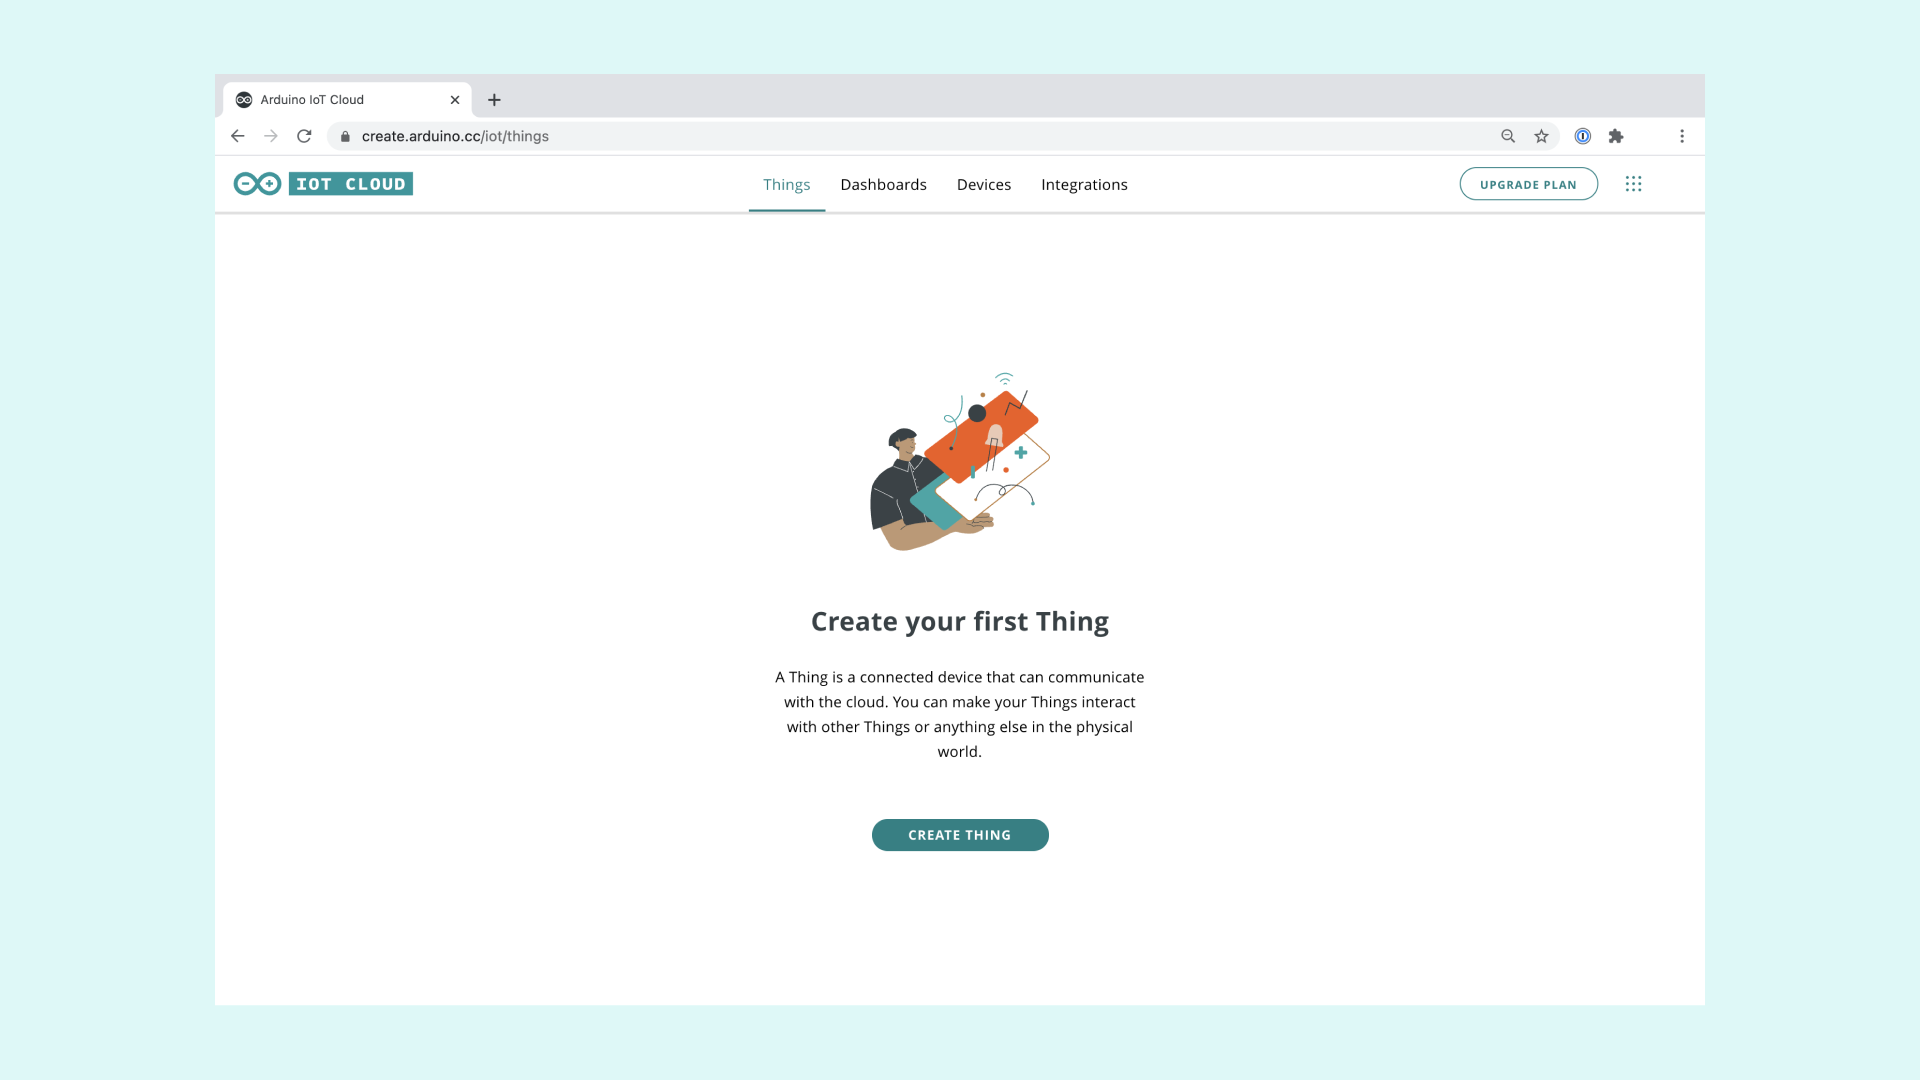 Arduino IoT Cloud
create.arduino.cc/iot/things
IOT CLOUD
Things Dashboards Devices Integrations
UPGRADE PLAN
Create your first Thing
A Thing is a connected device that can communicate
with the cloud. You can make your Things interact
with other Things or anything else in the physical
world.
CREATE THING